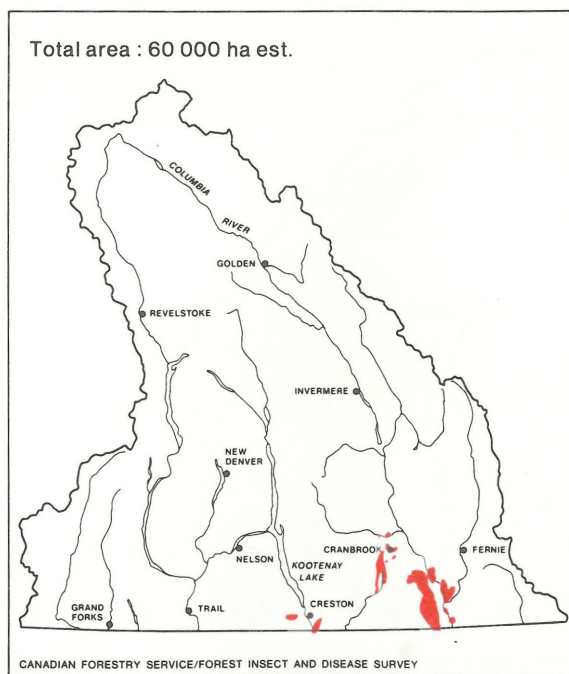 Total area : 60 000 ha est.
COLUMBIA
RIVER
GOLDEN
REVELSTOKE
INVERMERE
NEW
DENVER
NELSON
KOOTENAY
LAKE
CRANBROOK
FERNIE
GRAND
FORKS
TRAIL
CRESTON
CANADIAN FORESTRY SERVICE/FOREST INSECT AND DISEASE SURVEY